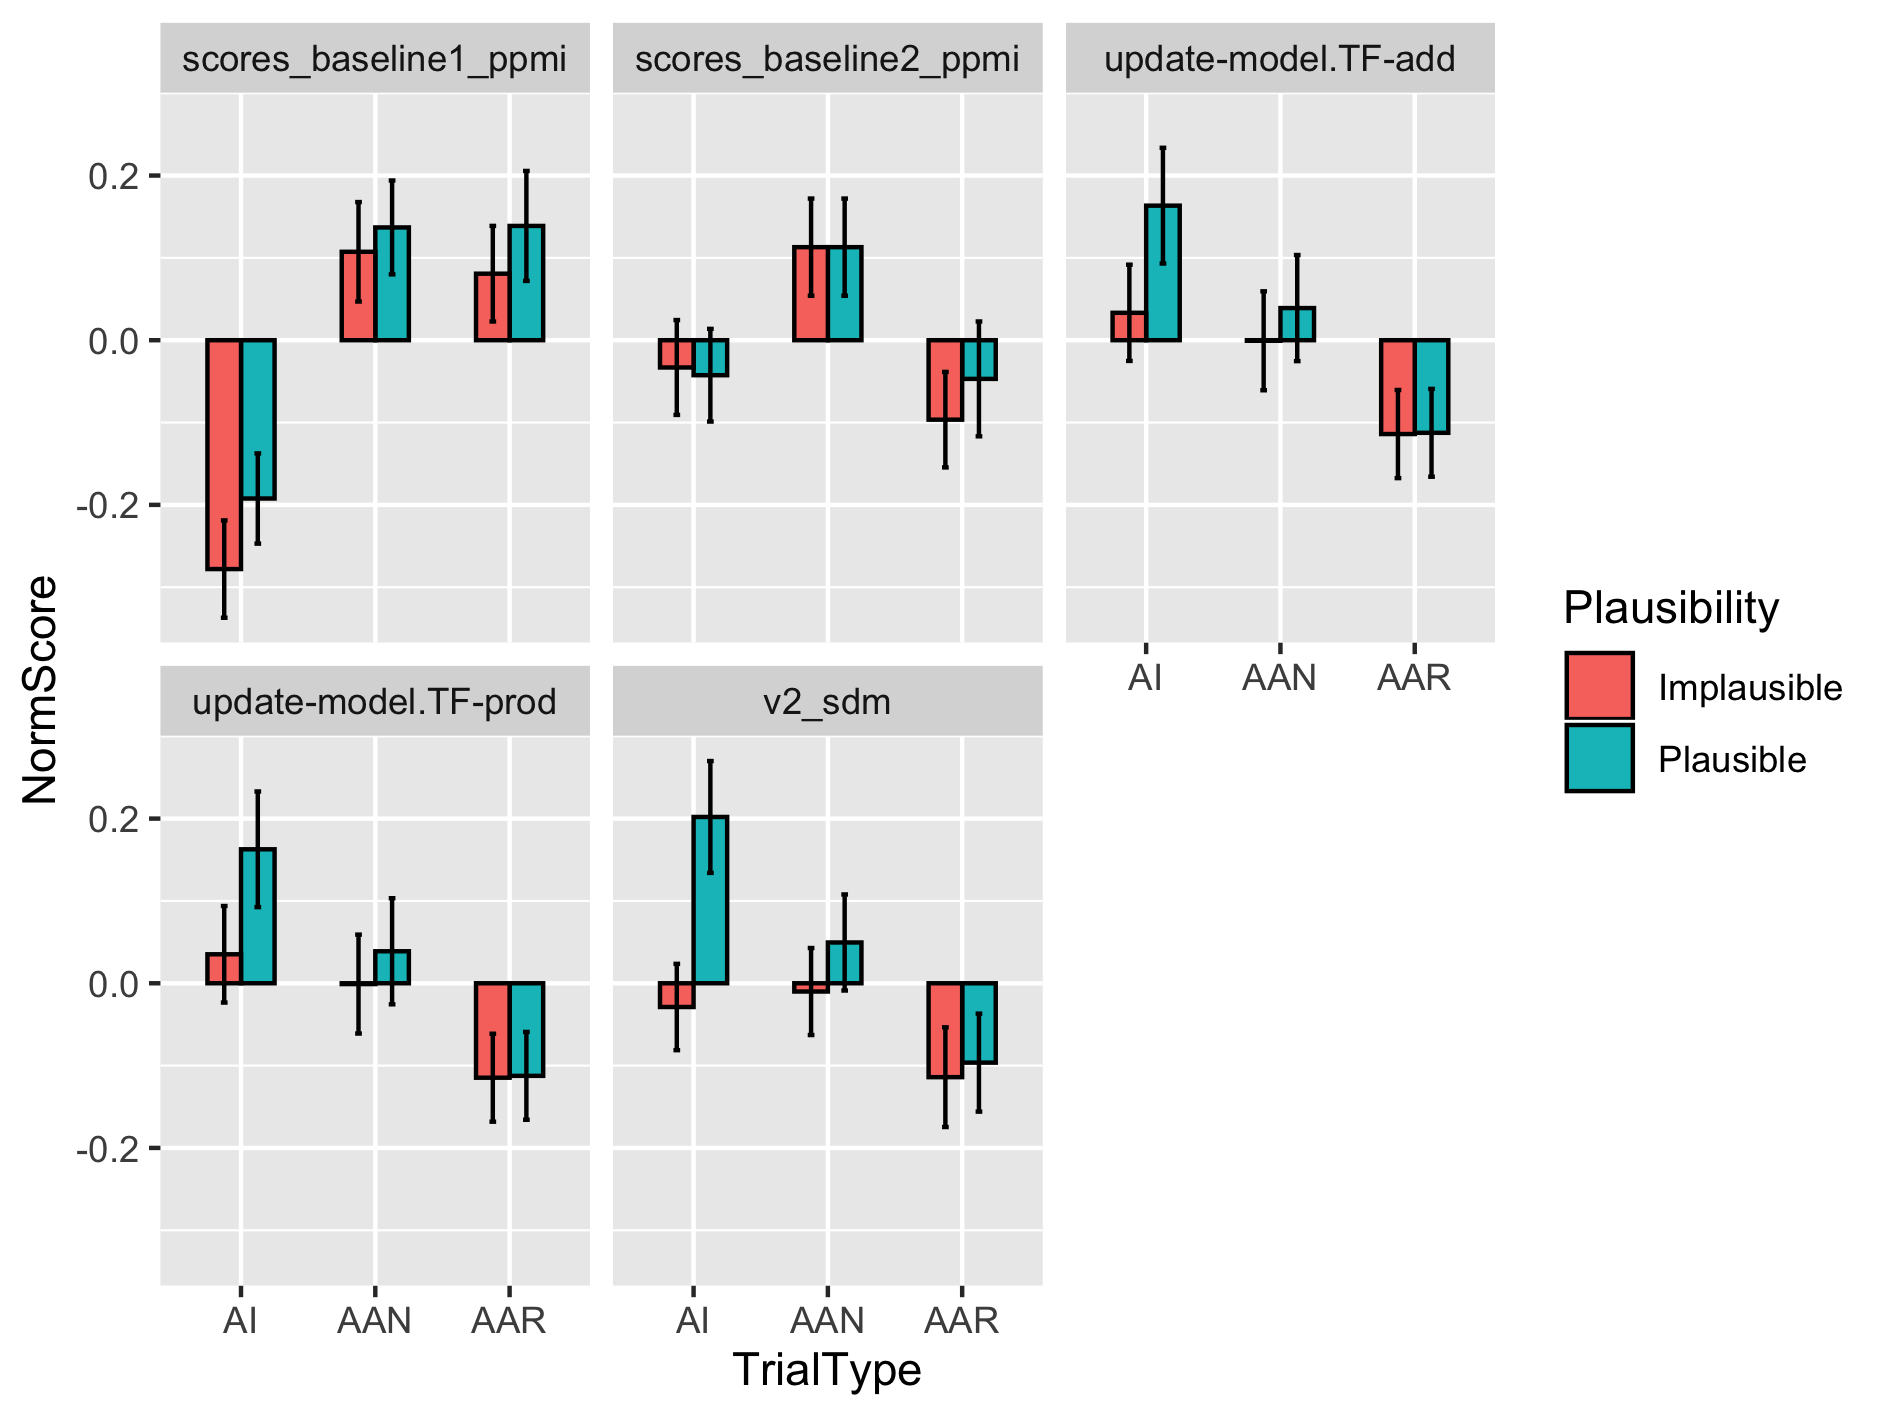 scores_baseline1_ppmi
scores_baseline2_ppmi
update-model.TF-add
0.2
0.0
-0.2
AI AAN AAR
update-model.TF-prod
v2_sdm
0.2
0.0
-0.2
AI AAN AAR
AI AAN AAR
TrialType
NormScore
Plausibility
Implausible
Plausible